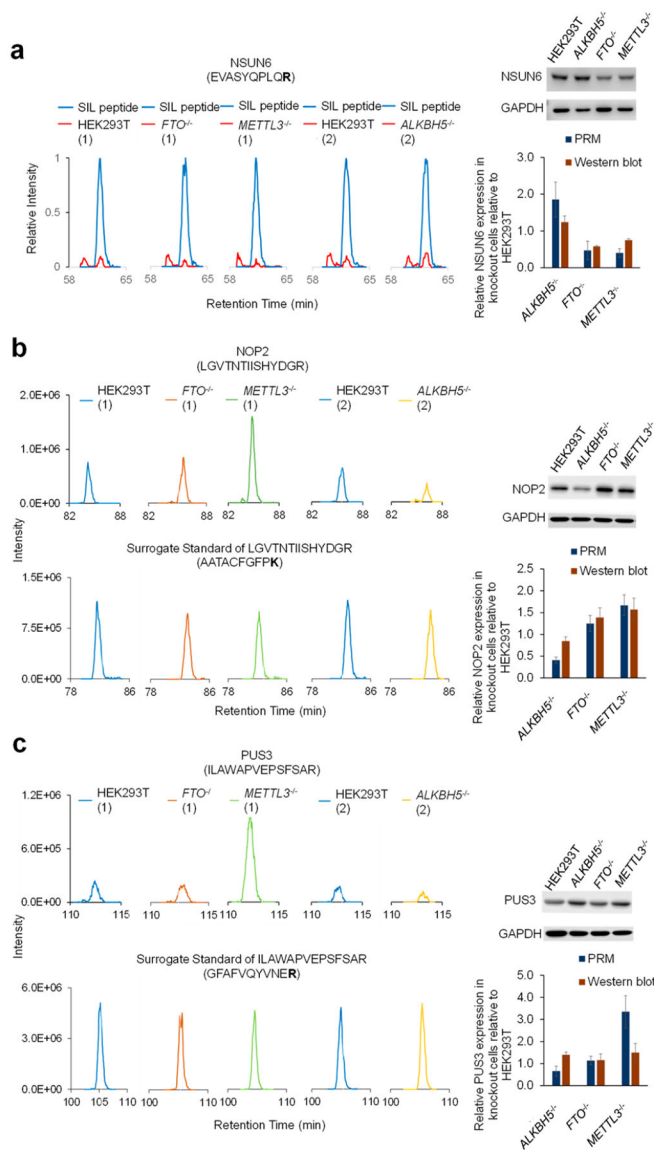 a
NSUN6
(EVASYQPLQR)
SIL peptide SIL peptide SIL peptide SIL peptide SIL peptide
HEK293T FTO-/- METTL3-/- HEK293T ALKBH5-/-
(1) (1) (1) (2) (2)
Relative Intensity
1
0.5
0
58 65 58 65 58 65 58 65 58 65
Retention Time (min)
HEK293T
ALKBH5-/-
FTO-/-
METTL3-/-
NSUN6
GAPDH
PRM
Western blot
Relative NSUN6 expression in
knockout cells relative to
HEK293T
3.0
2.5
2.0
1.5
1.0
0.5
0.0
ALKBH5-/-
FTO-/-
METTL3-/-
b
NOP2
(LGVTNTIISHYDGR)
HEK293T FTO-/- METTL3-/- HEK293T ALKBH5-/-
(1) (1) (1) (2) (2)
2.0E+06
1.0E+06
0.0E+00
82 88 82 88 82 88 82 88 82 88
Intensity
Surrogate Standard of LGVTNTIISHYDGR
(AATACFGFPK)
1.5E+06
7.5E+05
0.0E+00
78 86 78 86 78 86 78 86 78 86
Retention Time (min)
HEK293T
ALKBH5-/-
FTO-/-
METTL3-/-
NOP2
GAPDH
PRM
Western blot
Relative NOP2 expression in
knockout cells relative to
HEK293T
2.5
2.0
1.5
1.0
0.5
0.0
ALKBH5-/-
FTO-/-
METTL3-/-
c
PUS3
(ILAWAPVEPSFSAR)
HEK293T FTO-/- METTL3-/- HEK293T ALKBH5-/-
(1) (1) (1) (2) (2)
1.2E+06
6.0E+05
0.0E+00
110 115 110 115 110 115 110 115 110 115
Intensity
Surrogate Standard of ILAWAPVEPSFSAR
(GFAFVQYVNER)
6.0E+06
3.0E+06
0.0E+00
100 105 110 100 110 100 110 100 110 100 110
Retention Time (min)
HEK293T
ALKBH5-/-
FTO-/-
METTL3-/-
PUS3
GAPDH
PRM
Western blot
Relative PUS3 expression in
knockout cells relative to
HEK293T
5.0
4.0
3.0
2.0
1.0
0.0
ALKBH5-/-
FTO-/-
METTL3-/-